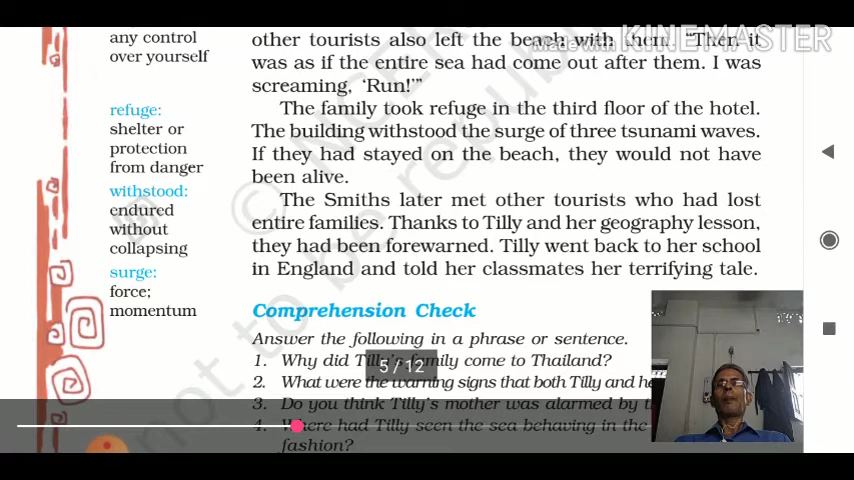 any control
over yourself
refuge:
shelter or
protection
from danger
withstood:
endured
without
collapsing
surge:
force;
momentum
Made with KINEMASTER
other tourists also left the beach with them. "Then it
was as if the entire sea had come out after them. I was
screaming, 'Run!'"
The family took refuge in the third floor of the hotel.
The building withstood the surge of three tsunami waves.
If they had stayed on the beach, they would not have
been alive.
The Smiths later met other tourists who had lost
entire families. Thanks to Tilly and her geography lesson,
they had been forewarned. Tilly went back to her school
in England and told her classmates her terrifying tale.
Comprehension Check
Answer the following in a phrase or sentence.
1. Why did Tilly's family come to Thailand?
5 / 12
2. What were the warning signs that both Tilly and he
3. Do you think Tilly's mother was alarmed by t
4. Where had Tilly seen the sea behaving in the
fashion?
© NCER
not to be republ